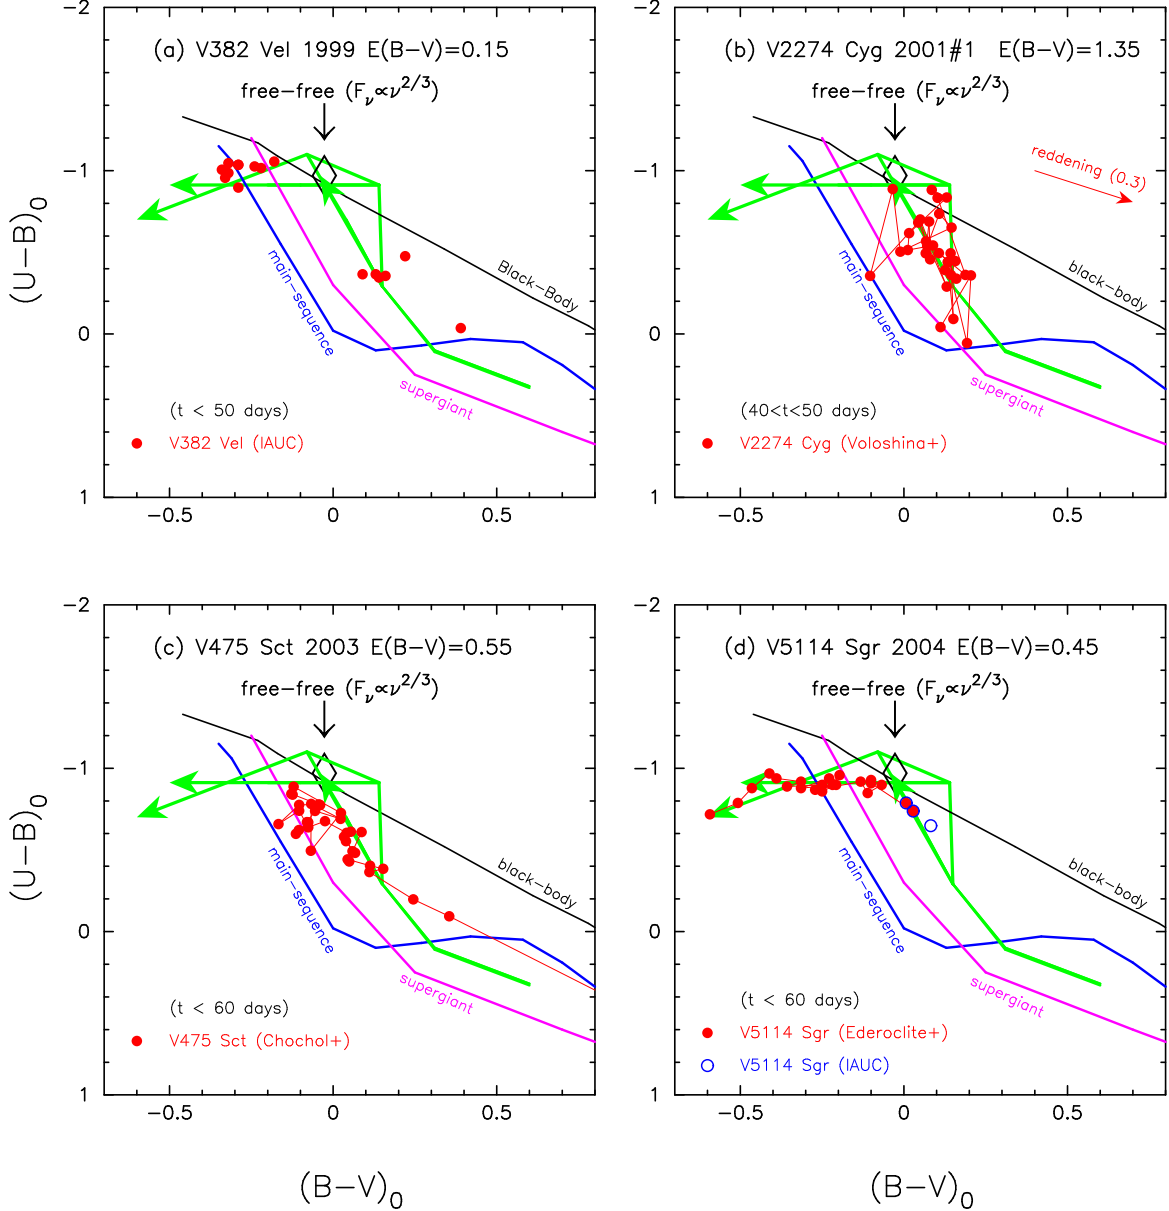 (a) V382 Vel 1999 E(B−V)=0.15
free−free (Fν∝ν^2/3)
Black−Body
main−sequence
supergiant
(t < 50 days)
V382 Vel (IAUC)
−2
−1
0
1
−0.5 0 0.5
(U−B)0
(b) V2274 Cyg 2001#1 E(B−V)=1.35
free−free (Fν∝ν^2/3)
reddening (0.3)
black−body
main−sequence
supergiant
(40<t<50 days)
V2274 Cyg (Voloshina+)
−2
−1
0
1
−0.5 0 0.5
(c) V475 Sct 2003 E(B−V)=0.55
free−free (Fν∝ν^2/3)
black−body
main−sequence
supergiant
(t < 60 days)
V475 Sct (Chochol+)
−2
−1
0
1
−0.5 0 0.5
(U−B)0
(B−V)0
(d) V5114 Sgr 2004 E(B−V)=0.45
free−free (Fν∝ν^2/3)
black−body
main−sequence
supergiant
(t < 60 days)
V5114 Sgr (Ederoclite+)
V5114 Sgr (IAUC)
−2
−1
0
1
−0.5 0 0.5
(B−V)0